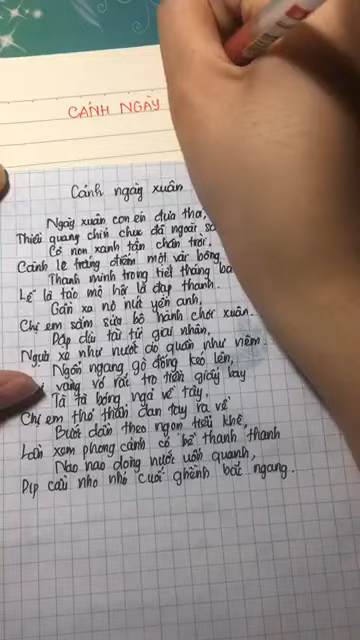 CẢNH NGÀY
Cảnh ngày xuân
Ngày xuân con én đưa thoi,
Thiều quang chín chục đã ngoài
Cỏ non xanh tận chân trời,
Cành lê trắng điểm một vài bông
Thanh minh trong tiết tháng ba
Lễ là tảo mộ hội là đạp thanh.
Gần xa nô nức yến anh,
Chị em sắm sửa bộ hành chơi xuân.
Dập dìu tài tử giai nhân,
Ngựa xe như nước áo quần như nêm.
Ngổn ngang gò đống kéo lên,
vàng vó rắc tro tiền giấy bay
Tà tà bóng ngả về tây,
Chị em thơ thẩn dan tay ra về
Bước dần theo ngọn tiểu khê,
Lần xem phong cảnh có bề thanh thanh
Nao nao dòng nước uốn quanh,
Dịp cầu nho nhỏ cuối ghềnh bắc ngang.